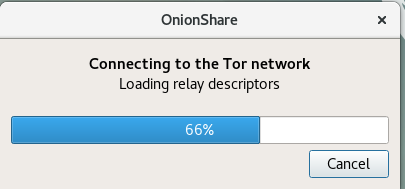 OnionShare
Connecting to the Tor network
Loading relay descriptors
66%
Cancel